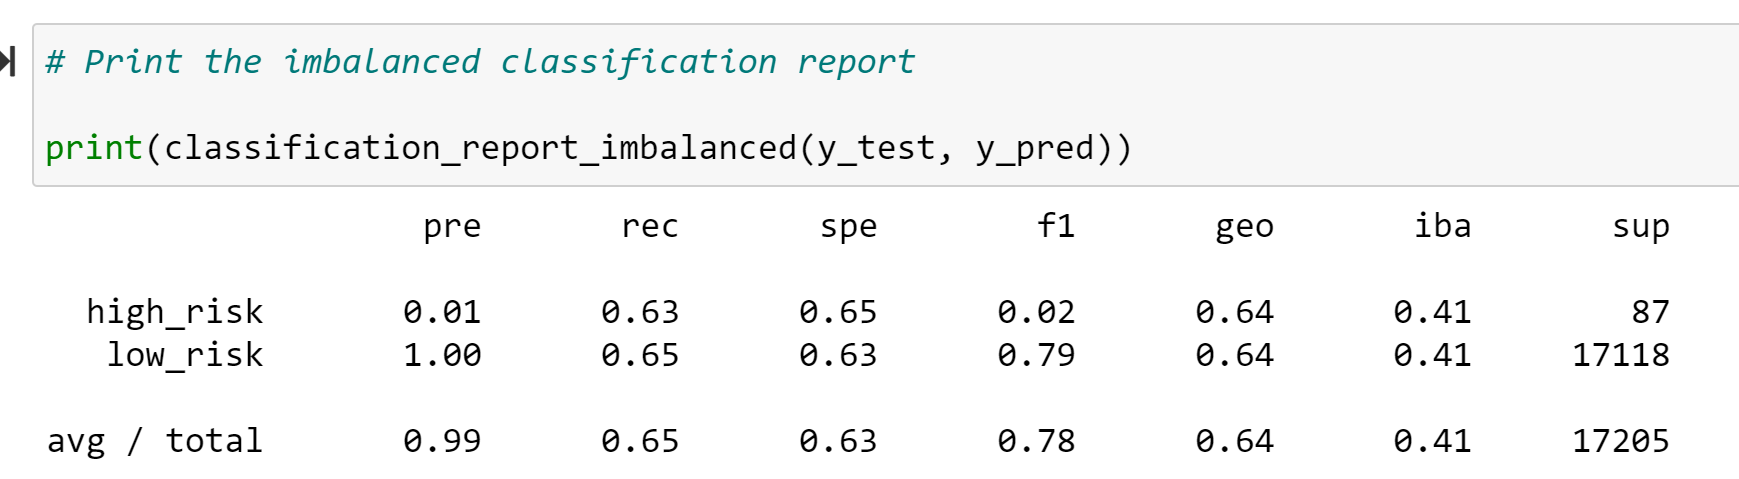 # Print the imbalanced classification report
print(classification_report_imbalanced(y_test, y_pred))
pre rec spe f1 geo iba sup
high_risk 0.01 0.63 0.65 0.02 0.64 0.41 87
low_risk 1.00 0.65 0.63 0.79 0.64 0.41 17118
avg / total 0.99 0.65 0.63 0.78 0.64 0.41 17205